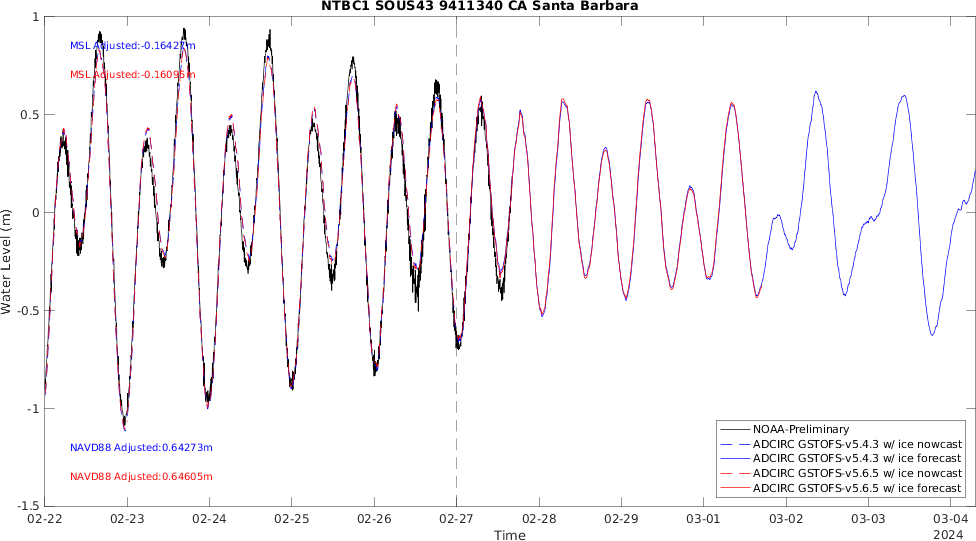 NTBC1 SOUS43 9411340 CA Santa Barbara
1
MSL Adjusted:-0.16427m
MSL Adjusted:-0.16095m
0.5
0
Water Level (m)
-0.5
-1
NAVD88 Adjusted:0.64273m
NAVD88 Adjusted:0.64605m
-1.5
NOAA-Preliminary
ADCIRC GSTOFS-v5.4.3 w/ ice nowcast
ADCIRC GSTOFS-v5.4.3 w/ ice forecast
ADCIRC GSTOFS-v5.6.5 w/ ice nowcast
ADCIRC GSTOFS-v5.6.5 w/ ice forecast
02-22 02-23 02-24 02-25 02-26 02-27 02-28 02-29 03-01 03-02 03-03 03-04
2024
Time